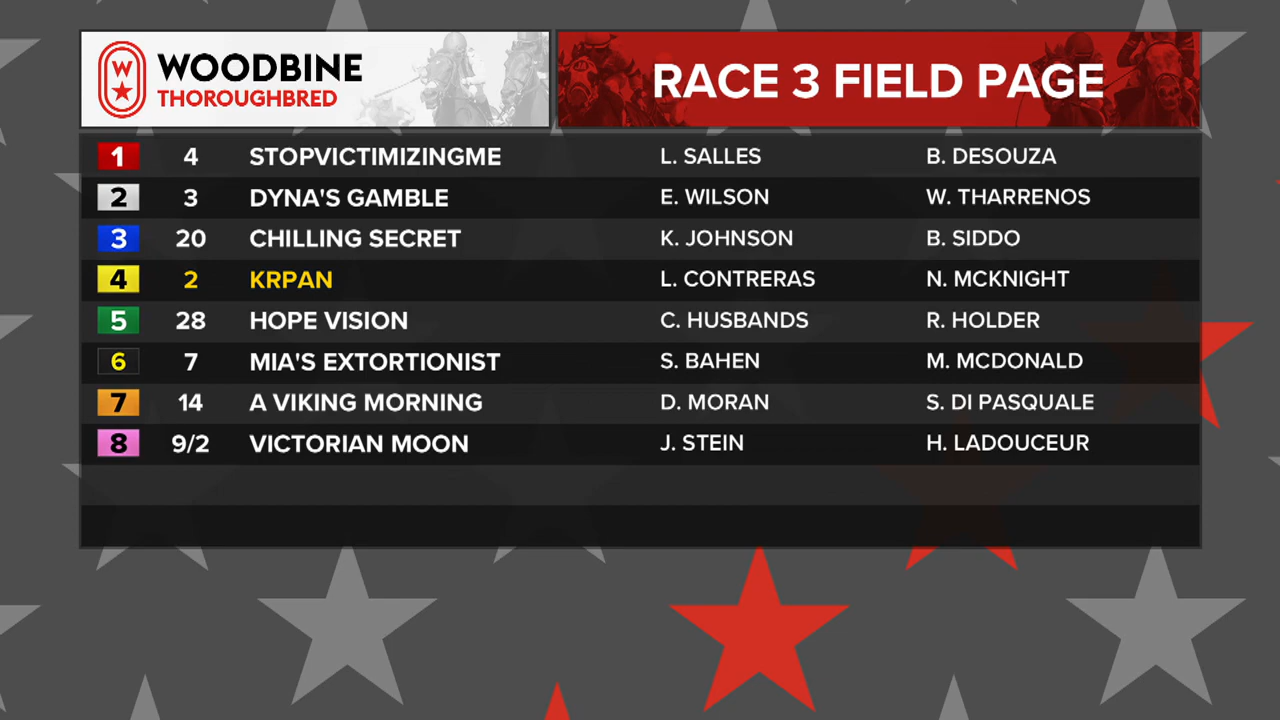 W
WOODBINE
THOROUGHBRED
RACE 3 FIELD PAGE
1 4 STOPVICTIMIZINGME L. SALLES B. DESOUZA
2 3 DYNA'S GAMBLE E. WILSON W. THARRENOS
3 20 CHILLING SECRET K. JOHNSON B. SIDDO
4 2 KRPAN L. CONTRERAS N. MCKNIGHT
5 28 HOPE VISION C. HUSBANDS R. HOLDER
6 7 MIA'S EXTORTIONIST S. BAHEN M. MCDONALD
7 14 A VIKING MORNING D. MORAN S. DI PASQUALE
8 9/2 VICTORIAN MOON J. STEIN H. LADOUCEUR